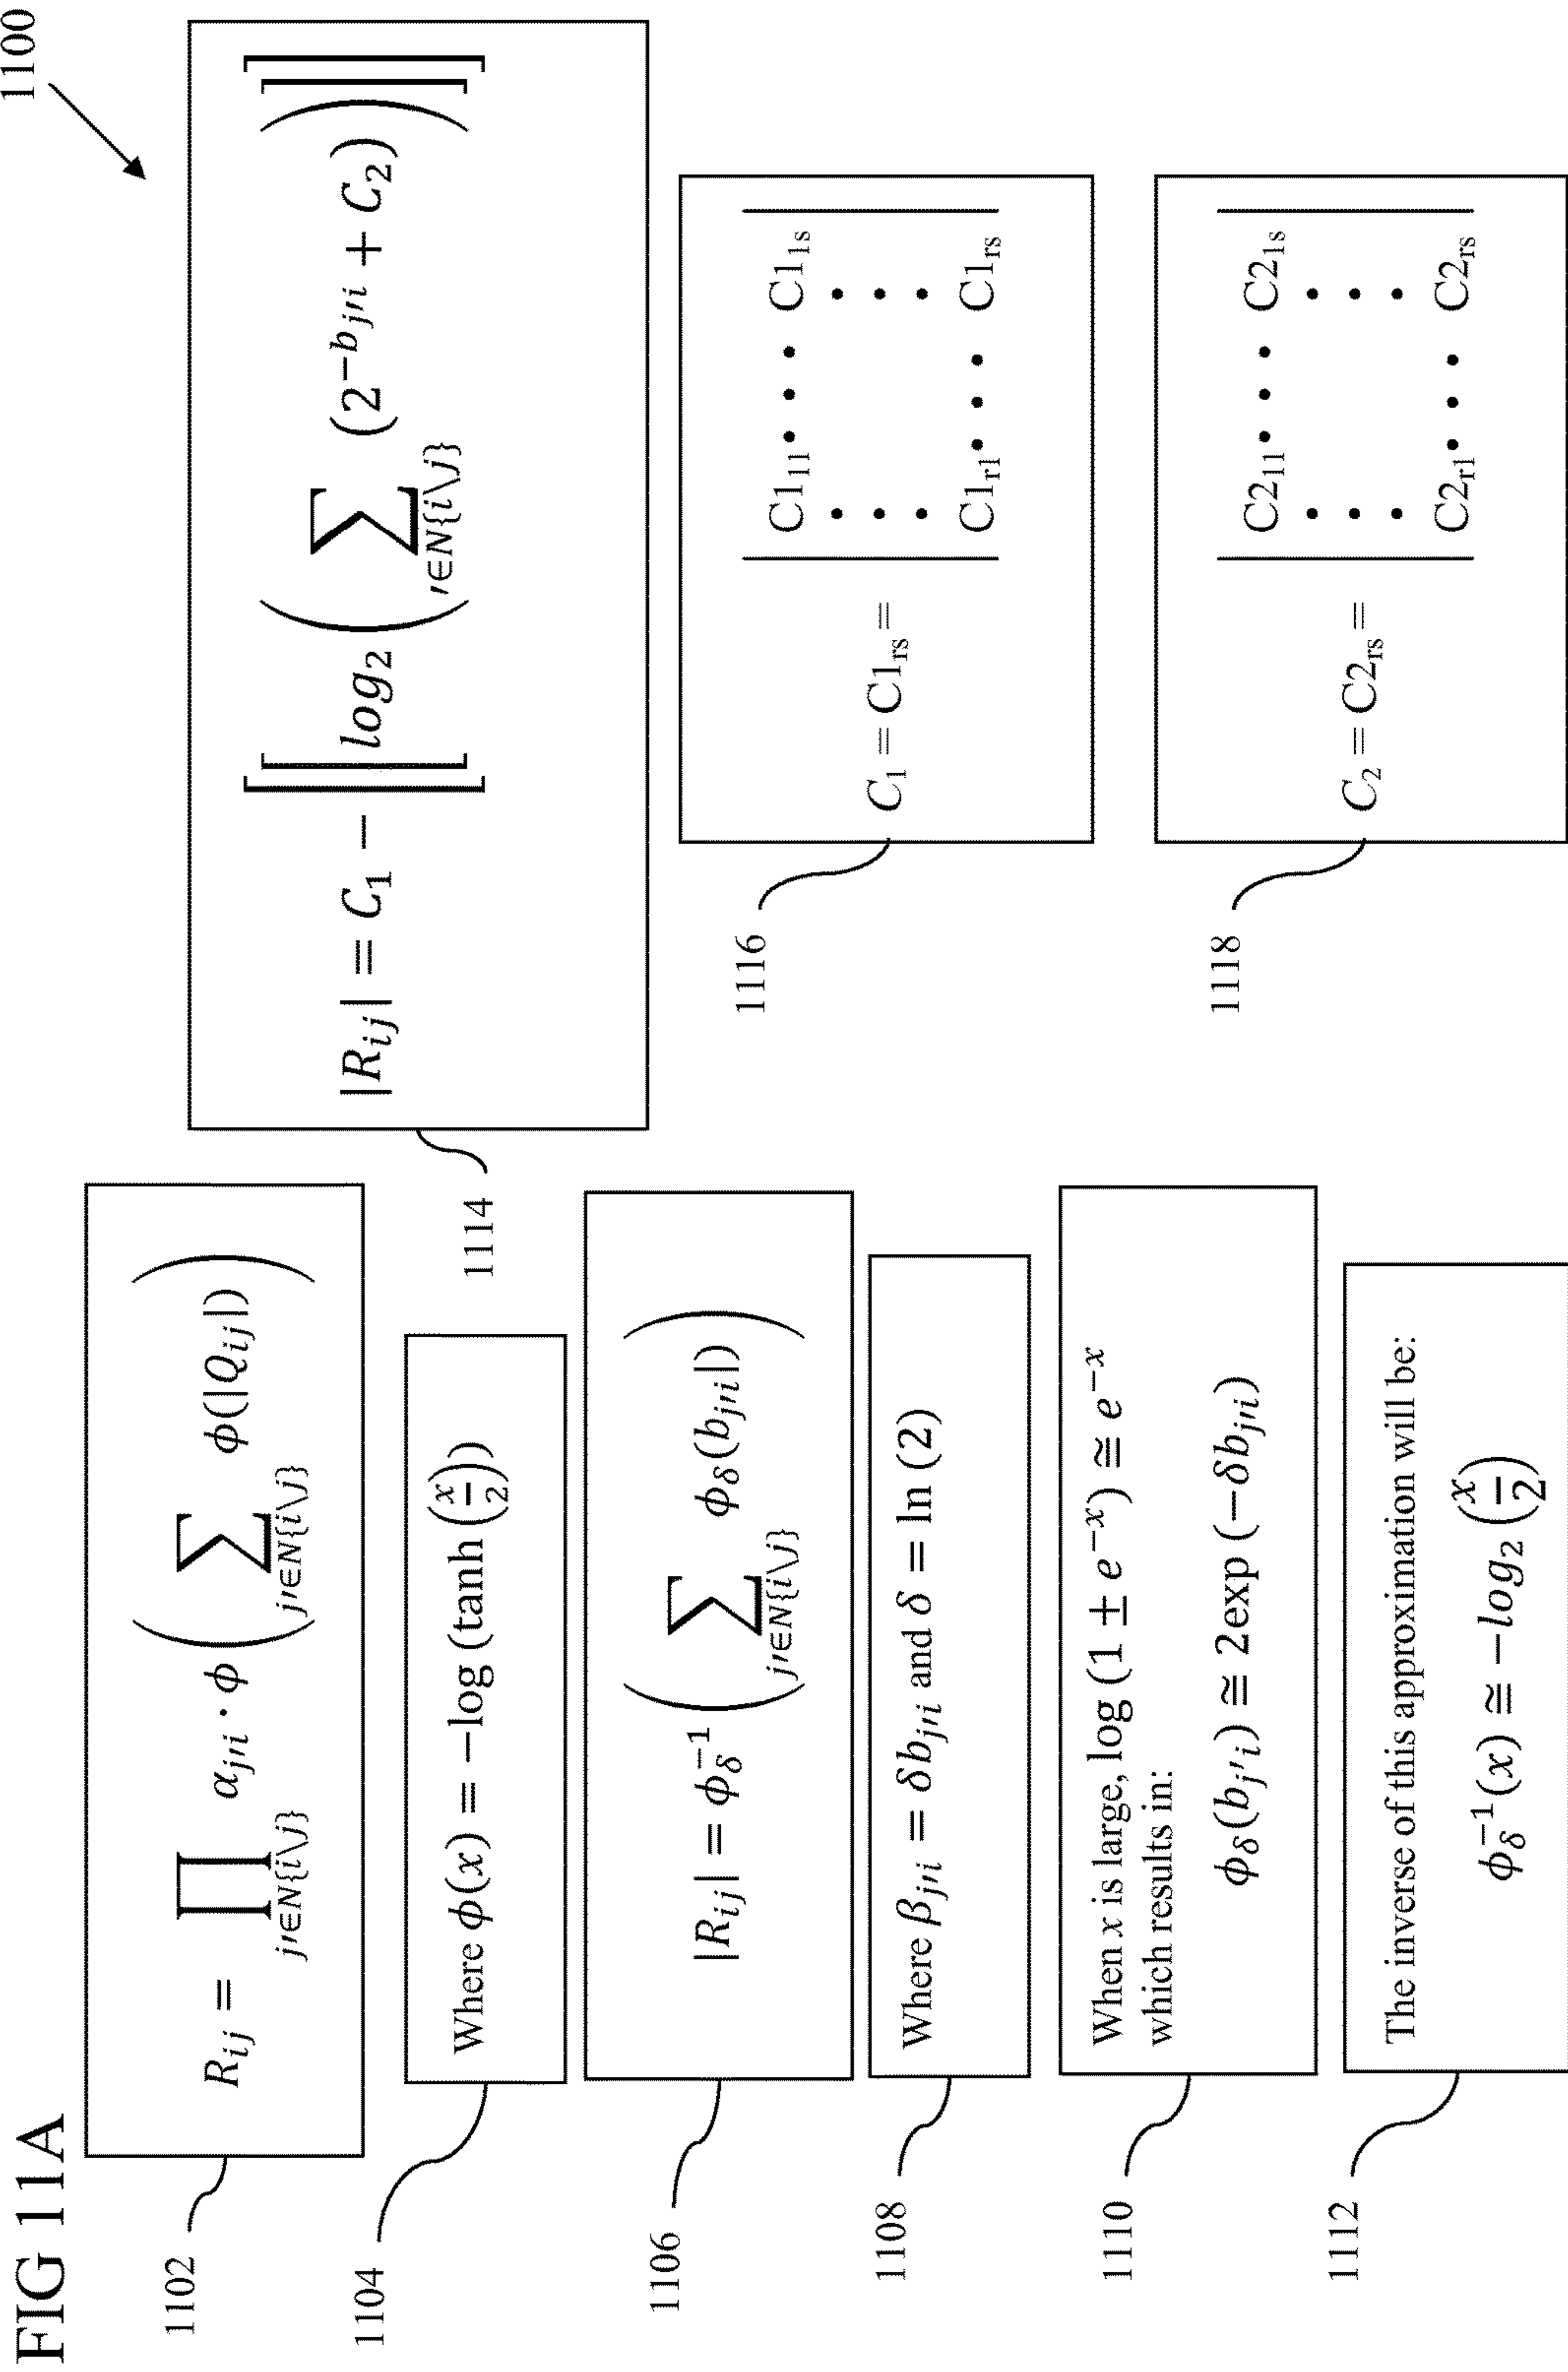 FIG 11A
1100
1102
R_{ij} = ∏_{j′∈N{i\j}} α_{j′i} · ϕ ( ∑_{j′∈N{i\j}} ϕ(|Q_{ij}|) )
1104
Where ϕ(x) = −log (tanh (x/2))
1106
|R_{ij}| = ϕ_δ^{−1} ( ∑_{j′∈N{i\j}} ϕ_δ(b_{j′i}|) )
1108
Where β_{j′i} = δb_{j′i} and δ = ln (2)
1110
When x is large, log (1 ± e^{−x}) ≅ e^{−x}
which results in:
ϕ_δ(b_{j′i}) ≅ 2exp (−δb_{j′i})
1112
The inverse of this approximation will be:
ϕ_δ^{−1}(x) ≅ −log_2 (x/2)
1114
|R_{ij}| = C_1 − [[ log_2 ( ∑_{′∈N{i\j}} (2^{−b_{j′i}} + C_2) ) ]]
1116
C_1 = C1_{rs} = | C1_{11} • • • C1_{1s} |
• • • • • •
C1_{r1} • • • C1_{rs}
1118
C_2 = C2_{rs} = | C2_{11} • • • C2_{1s} |
• • • • • •
C2_{r1} • • • C2_{rs}